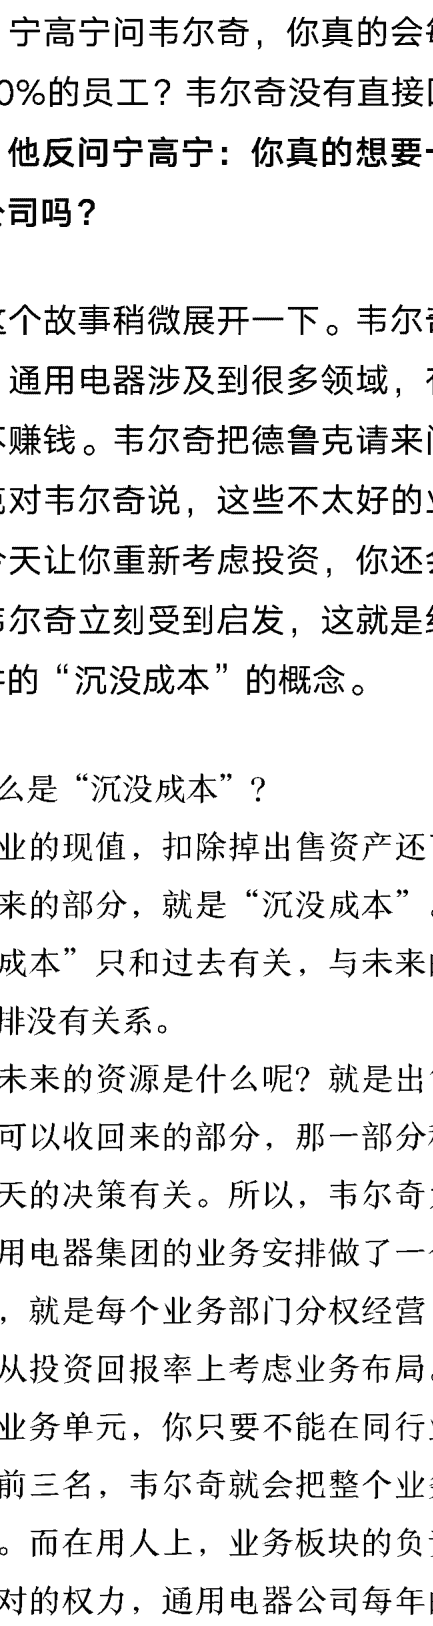 宁高宁问韦尔奇，你真的会
0%的员工？韦尔奇没有直接
他反问宁高宁：你真的想要
司吗？
这个故事稍微展开一下。韦尔奇
通用电器涉及到很多领域，
不赚钱。韦尔奇把德鲁克请来
克对韦尔奇说，这些不太好的
今天让你重新考虑投资，你还
韦尔奇立刻受到启发，这就是
的“沉没成本”的概念。
么是“沉没成本”？
业的现值，扣除掉出售资产还
来的部分，就是“沉没成本”。
成本”只和过去有关，与未来
排没有关系。
未来的资源是什么呢？就是出
可以收回来的部分，那一部分
天的决策有关。所以，韦尔奇
用电器集团的业务安排做了一
，就是每个业务部门分权经营
从投资回报率上考虑业务布局。
业务单元，你只要不能在同行
前三名，韦尔奇就会把整个业
。而在用人上，业务板块的负
对的权力，通用电器公司每年